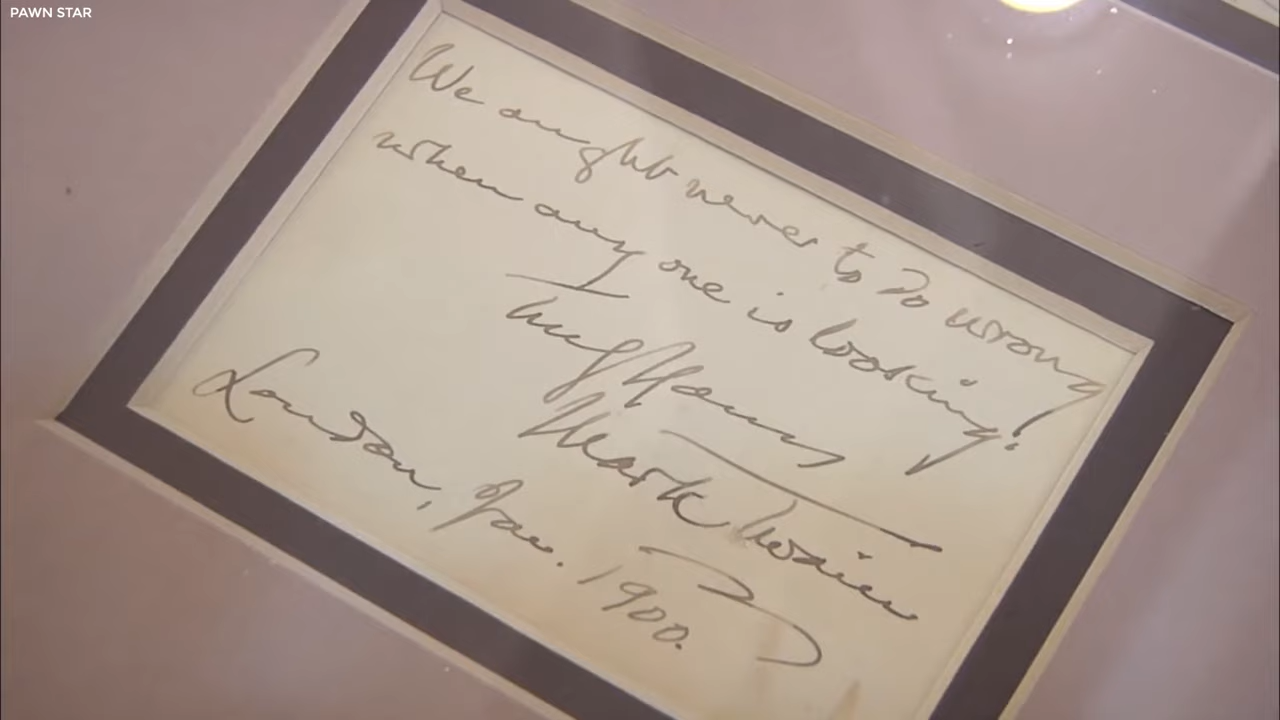 PAWN STAR
We ought never to do wrong
when any one is looking!
Truly Yours
Mark Twain
London, Jan. 1900.